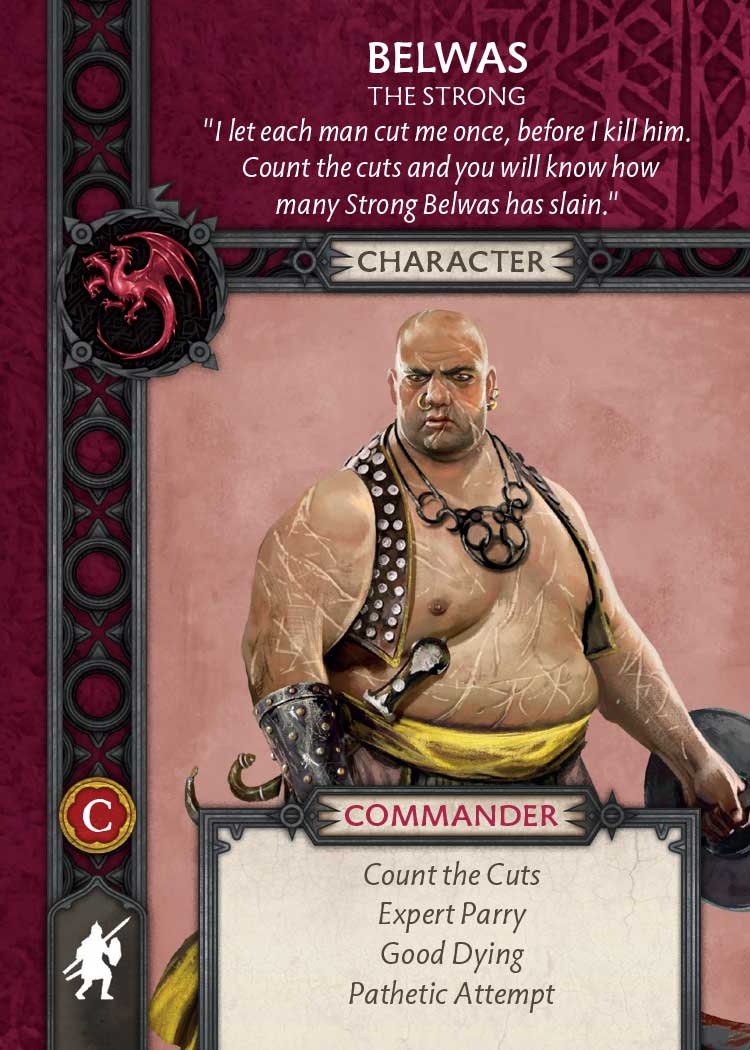 BELWAS
THE STRONG
"I let each man cut me once, before I kill him.
Count the cuts and you will know how
many Strong Belwas has slain."
CHARACTER
C
COMMANDER
Count the Cuts
Expert Parry
Good Dying
Pathetic Attempt